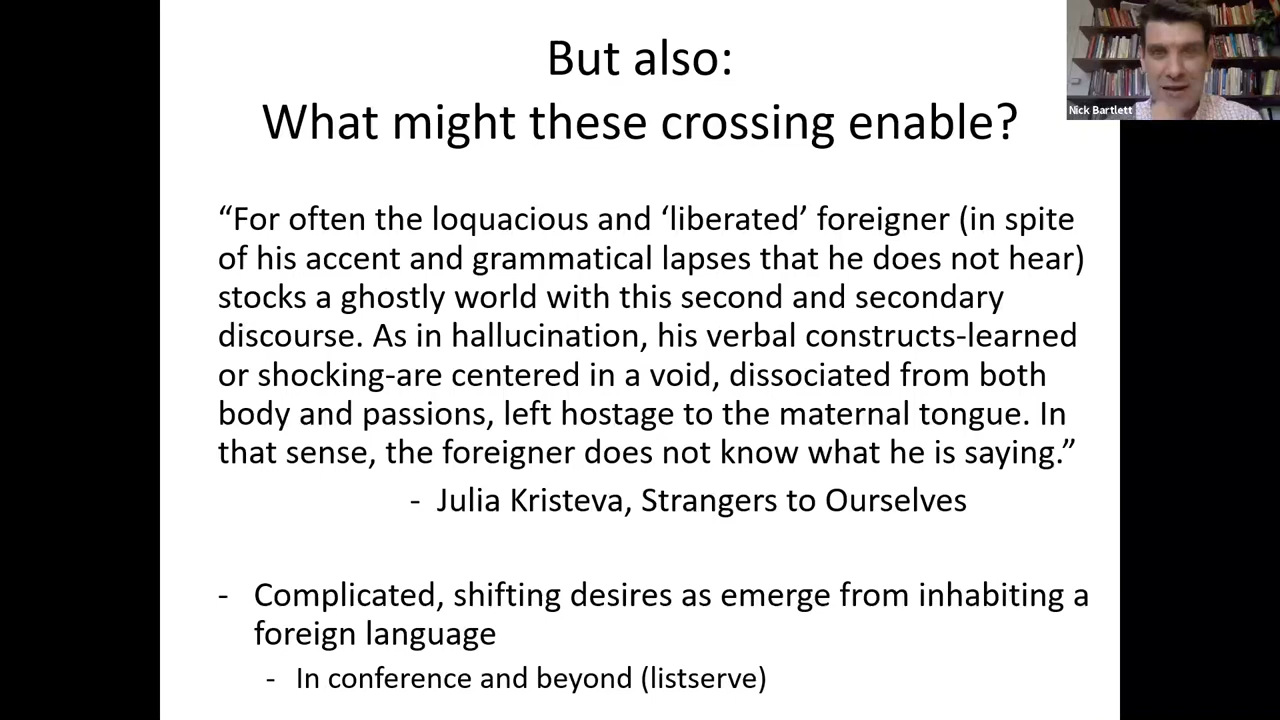 But also:
What might these crossing enable?
Nick Bartlett
“For often the loquacious and ‘liberated’ foreigner (in spite
of his accent and grammatical lapses that he does not hear)
stocks a ghostly world with this second and secondary
discourse. As in hallucination, his verbal constructs-learned
or shocking-are centered in a void, dissociated from both
body and passions, left hostage to the maternal tongue. In
that sense, the foreigner does not know what he is saying.”
- Julia Kristeva, Strangers to Ourselves
- Complicated, shifting desires as emerge from inhabiting a
foreign language
- In conference and beyond (listserve)